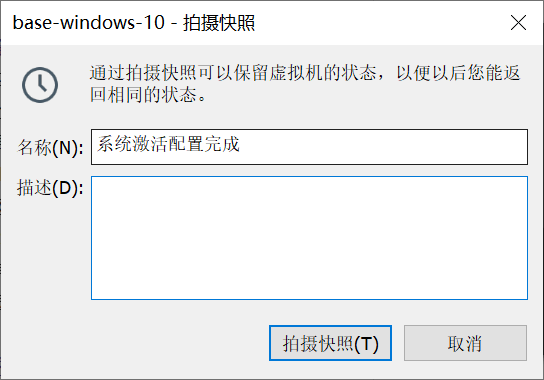 base-windows-10 - 拍摄快照
通过拍摄快照可以保留虚拟机的状态，以便以后您能返
回相同的状态。
名称(N): 系统激活配置完成
描述(D):
拍摄快照(T) 取消